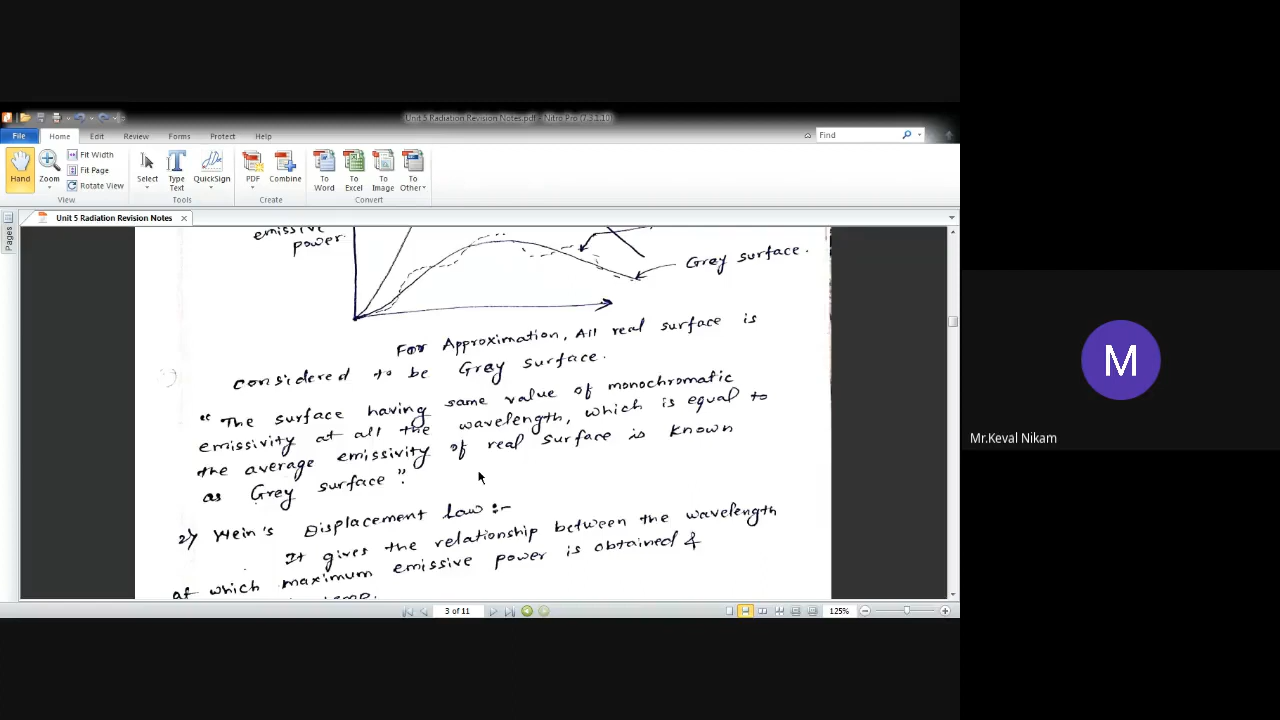 Unit 5 Radiation Revision Notes.pdf - Nitro Pro (7.3.1.10)
File Home Edit Review Forms Protect Help
Find
Hand
Zoom
Fit Width
Fit Page
Rotate View
View
Select
Type Text
QuickSign
Tools
PDF
Combine
Create
To Word
To Excel
To Image
To Other
Convert
Unit 5 Radiation Revision Notes
Pages
emissive
power.
Grey surface.
For Approximation, All real surface is
considered to be Grey surface.
" The surface having same value of monochromatic
emissivity at all the wavelength, which is equal to
the average emissivity of real surface is known
as Grey surface".
2) Wein's Displacement Law :-
It gives the relationship between the wavelength
at which maximum emissive power is obtained &
temp.
3 of 11
125%
M
Mr.Keval Nikam